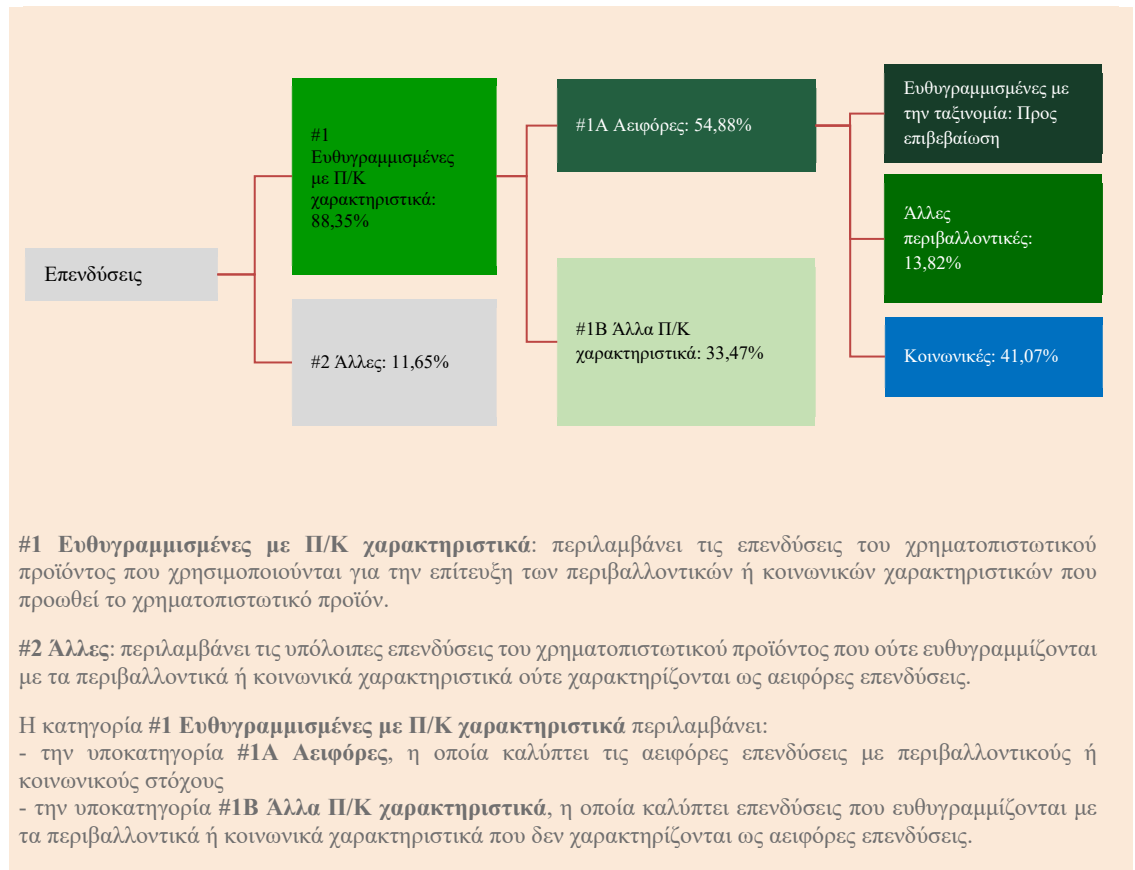 Επενδύσεις
#1
Ευθυγραμμισμένες
με Π/Κ
χαρακτηριστικά:
88,35%
#2 Άλλες: 11,65%
#1Α Αειφόρες: 54,88%
#1Β Άλλα Π/Κ
χαρακτηριστικά: 33,47%
Ευθυγραμμισμένες με
την ταξινομία: Προς
επιβεβαίωση
Άλλες
περιβαλλοντικές:
13,82%
Κοινωνικές: 41,07%
#1 Ευθυγραμμισμένες με Π/Κ χαρακτηριστικά: περιλαμβάνει τις επενδύσεις του χρηματοπιστωτικού
προϊόντος που χρησιμοποιούνται για την επίτευξη των περιβαλλοντικών ή κοινωνικών χαρακτηριστικών που
προωθεί το χρηματοπιστωτικό προϊόν.
#2 Άλλες: περιλαμβάνει τις υπόλοιπες επενδύσεις του χρηματοπιστωτικού προϊόντος που ούτε ευθυγραμμίζονται
με τα περιβαλλοντικά ή κοινωνικά χαρακτηριστικά ούτε χαρακτηρίζονται ως αειφόρες επενδύσεις.
Η κατηγορία #1 Ευθυγραμμισμένες με Π/Κ χαρακτηριστικά περιλαμβάνει:
- την υποκατηγορία #1Α Αειφόρες, η οποία καλύπτει τις αειφόρες επενδύσεις με περιβαλλοντικούς ή
κοινωνικούς στόχους
- την υποκατηγορία #1Β Άλλα Π/Κ χαρακτηριστικά, η οποία καλύπτει επενδύσεις που ευθυγραμμίζονται με
τα περιβαλλοντικά ή κοινωνικά χαρακτηριστικά που δεν χαρακτηρίζονται ως αειφόρες επενδύσεις.